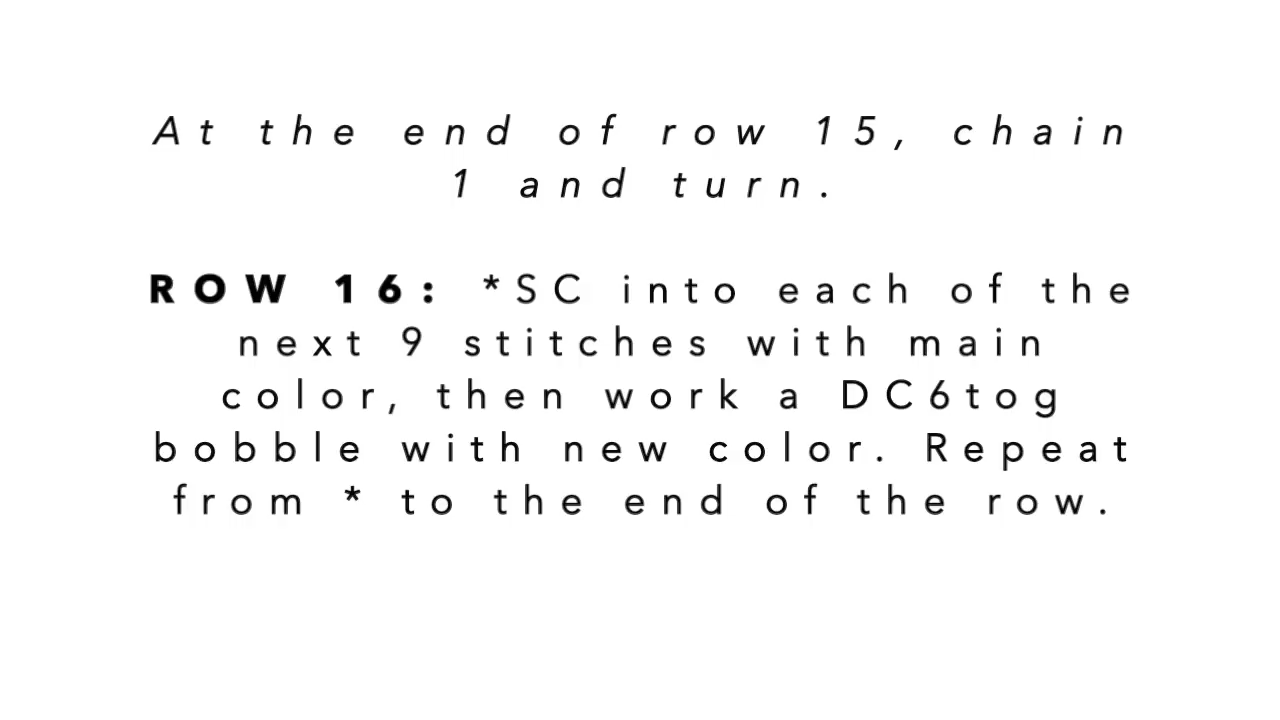 At the end of row 15, chain
1 and turn.
ROW 16: *SC into each of the
next 9 stitches with main
color, then work a DC6tog
bobble with new color. Repeat
from * to the end of the row.